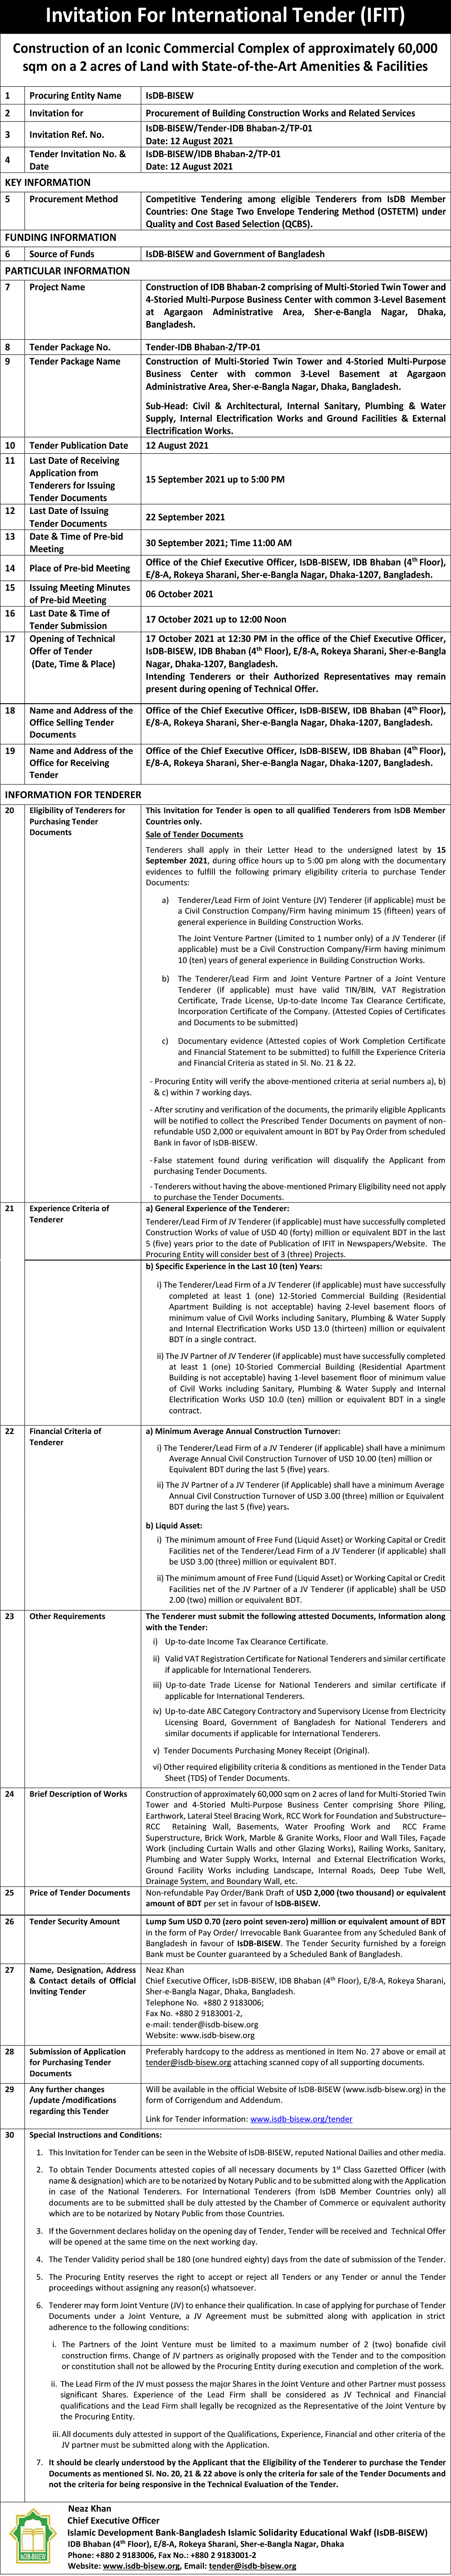 Invitation For International Tender (IFIT)
Construction of an Iconic Commercial Complex of approximately 60,000
sqm on a 2 acres of Land with State-of-the-Art Amenities & Facilities
1 Procuring Entity Name IsDB-BISEW
2 Invitation for Procurement of Building Construction Works and Related Services
3 Invitation Ref. No. IsDB-BISEW/Tender-IDB Bhaban-2/TP-01
Date: 12 August 2021
4 Tender Invitation No. & Date IsDB-BISEW/IDB Bhaban-2/TP-01
Date: 12 August 2021
KEY INFORMATION
5 Procurement Method Competitive Tendering among eligible Tenderers from IsDB Member
Countries: One Stage Two Envelope Tendering Method (OSTETM) under
Quality and Cost Based Selection (QCBS).
FUNDING INFORMATION
6 Source of Funds IsDB-BISEW and Government of Bangladesh
PARTICULAR INFORMATION
7 Project Name Construction of IDB Bhaban-2 comprising of Multi-Storied Twin Tower and
4-Storied Multi-Purpose Business Center with common 3-Level Basement
at Agargaon Administrative Area, Sher-e-Bangla Nagar, Dhaka,
Bangladesh.
8 Tender Package No. Tender-IDB Bhaban-2/TP-01
9 Tender Package Name Construction of Multi-Storied Twin Tower and 4-Storied Multi-Purpose
Business Center with common 3-Level Basement at Agargaon
Administrative Area, Sher-e-Bangla Nagar, Dhaka, Bangladesh.
Sub-Head: Civil & Architectural, Internal Sanitary, Plumbing & Water
Supply, Internal Electrification Works and Ground Facilities & External
Electrification Works.
10 Tender Publication Date 12 August 2021
11 Last Date of Receiving
Application from
Tenderers for Issuing
Tender Documents
15 September 2021 up to 5:00 PM
12 Last Date of Issuing
Tender Documents
22 September 2021
13 Date & Time of Pre-bid
Meeting
30 September 2021; Time 11:00 AM
14 Place of Pre-bid Meeting Office of the Chief Executive Officer, IsDB-BISEW, IDB Bhaban (4th Floor),
E/8-A, Rokeya Sharani, Sher-e-Bangla Nagar, Dhaka-1207, Bangladesh.
15 Issuing Meeting Minutes
of Pre-bid Meeting
06 October 2021
16 Last Date & Time of
Tender Submission
17 October 2021 up to 12:00 Noon
17 Opening of Technical
Offer of Tender
(Date, Time & Place)
17 October 2021 at 12:30 PM in the office of the Chief Executive Officer,
IsDB-BISEW, IDB Bhaban (4th Floor), E/8-A, Rokeya Sharani, Sher-e-Bangla
Nagar, Dhaka-1207, Bangladesh.
Intending Tenderers or their Authorized Representatives may remain
present during opening of Technical Offer.
18 Name and Address of the
Office Selling Tender
Documents
Office of the Chief Executive Officer, IsDB-BISEW, IDB Bhaban (4th Floor),
E/8-A, Rokeya Sharani, Sher-e-Bangla Nagar, Dhaka-1207, Bangladesh.
19 Name and Address of the
Office for Receiving
Tender
Office of the Chief Executive Officer, IsDB-BISEW, IDB Bhaban (4th Floor),
E/8-A, Rokeya Sharani, Sher-e-Bangla Nagar, Dhaka-1207, Bangladesh.
INFORMATION FOR TENDERER
20 Eligibility of Tenderers for
Purchasing Tender
Documents
This Invitation for Tender is open to all qualified Tenderers from IsDB Member
Countries only.
Sale of Tender Documents
Tenderers shall apply in their Letter Head to the undersigned latest by 15
September 2021, during office hours up to 5:00 pm along with the documentary
evidences to fulfill the following primary eligibility criteria to purchase Tender
Documents:
a) Tenderer/Lead Firm of Joint Venture (JV) Tenderer (if applicable) must be
a Civil Construction Company/Firm having minimum 15 (fifteen) years of
general experience in Building Construction Works.
The Joint Venture Partner (Limited to 1 number only) of a JV Tenderer (if
applicable) must be a Civil Construction Company/Firm having minimum
10 (ten) years of general experience in Building Construction Works.
b) The Tenderer/Lead Firm and Joint Venture Partner of a Joint Venture
Tenderer (if applicable) must have valid TIN/BIN, VAT Registration
Certificate, Trade License, Up-to-date Income Tax Clearance Certificate,
Incorporation Certificate of the Company. (Attached Copies of Certificates
and Documents to be submitted)
c) Documentary evidence (Attested copies of Work Completion Certificate
and Financial Statement to be submitted) to fulfill the Experience Criteria
and Financial Criteria as stated in Sl. No. 21 & 22.
- Procuring Entity will verify the above-mentioned criteria at serial numbers a), b)
& c) within 7 working days.
- After scrutiny and verification of the documents, the primarily eligible Applicants
will be notified to collect the Prescribed Tender Documents on payment of non-
refundable USD 2,000 or equivalent amount in BDT by Pay Order from scheduled
Bank in favor of IsDB-BISEW.
- False statement found during verification will disqualify the Applicant from
purchasing Tender Documents.
- Tenderers without having the above-mentioned Primary Eligibility need not apply
to purchase the Tender Documents.
21 Experience Criteria of
Tenderer
a) General Experience of the Tenderer:
Tenderer/Lead Firm of JV Tenderer (if applicable) must have successfully completed
Construction Works of value of USD 40 (forty) million or equivalent BDT in the last
5 (five) years prior to the date of Publication of IFIT in Newspapers/Website. The
Procuring Entity will consider best of 3 (three) Projects.
b) Specific Experience in the Last 10 (ten) Years:
i) The Tenderer/Lead Firm of a JV Tenderer (if applicable) must have successfully
completed at least 1 (one) 12-Storied Commercial Building (Residential
Apartment Building is not acceptable) having 2-level basement floors of
minimum value of Civil Works including Sanitary, Plumbing & Water Supply
and Internal Electrification Works USD 13.0 (thirteen) million or equivalent
BDT in a single contract.
ii) The JV Partner of JV Tenderer (if applicable) must have successfully completed
at least 1 (one) 10-Storied Commercial Building (Residential Apartment
Building is not acceptable) having 1-level basement floor of minimum value
of Civil Works including Sanitary, Plumbing & Water Supply and Internal
Electrification Works USD 10.0 (ten) million or equivalent BDT in a single
contract.
22 Financial Criteria of
Tenderer
a) Minimum Average Annual Construction Turnover:
i) The Tenderer/Lead Firm of a JV Tenderer (if applicable) shall have a minimum
Average Annual Civil Construction Turnover of USD 10.00 (ten) million or
Equivalent BDT during the last 5 (five) years.
ii) The JV Partner of a JV Tenderer (if Applicable) shall have a minimum Average
Annual Civil Construction Turnover of USD 3.00 (three) million or Equivalent
BDT during the last 5 (five) years.
b) Liquid Asset:
i) The minimum amount of Free Fund (Liquid Asset) or Working Capital or Credit
Facilities net of the Tenderer/Lead Firm of a JV Tenderer (if applicable) shall
be USD 3.00 (three) million or equivalent BDT.
ii) The minimum amount of Free Fund (Liquid Asset) or Working Capital or Credit
Facilities net of the JV Partner of a JV Tenderer (if applicable) shall be USD
2.00 (two) million or equivalent BDT.
23 Other Requirements The Tenderer must submit the following attested Documents, Information along
with the Tender:
i) Up-to-date Income Tax Clearance Certificate.
ii) Valid VAT Registration Certificate for National Tenderers and similar certificate
if applicable for International Tenderers.
iii) Up-to-date Trade License for National Tenderers and similar certificate if
applicable for International Tenderers.
iv) Up-to-date ABC Category Contractory and Supervisory License from Electricity
Licensing Board, Government of Bangladesh for National Tenderers and
similar documents if applicable for International Tenderers.
v) Tender Documents Purchasing Money Receipt (Original).
vi) Other required eligibility criteria & conditions as mentioned in the Tender Data
Sheet (TDS) of Tender Documents.
24 Brief Description of Works Construction of approximately 60,000 sqm on 2 acres of land for Multi-Storied Twin
Tower and 4-Storied Multi-Purpose Business Center comprising Shore Piling,
Earthwork, Lateral Steel Bracing Work, RCC Work for Foundation and Substructure–
RCC Retaining Wall, Basements, Water Proofing Work and RCC Frame
Superstructure, Brick Work, Marble & Granite Works, Floor and Wall Tiles, Façade
Work (including Curtain Walls and other Glazing Works), Railing Works, Sanitary,
Plumbing and Water Supply Works, Internal and External Electrification Works,
Ground Facility Works including Landscape, Internal Roads, Deep Tube Well,
Drainage System, and Boundary Wall, etc.
25 Price of Tender Documents Non-refundable Pay Order/Bank Draft of USD 2,000 (two thousand) or equivalent
amount of BDT per set in favour of IsDB-BISEW.
26 Tender Security Amount Lump Sum USD 0.70 (zero point seven-zero) million or equivalent amount of BDT
in the form of Pay Order/ Irrevocable Bank Guarantee from any Scheduled Bank of
Bangladesh in favour of IsDB-BISEW. The Tender Security furnished by a foreign
Bank must be Counter guaranteed by a Scheduled Bank of Bangladesh.
27 Name, Designation, Address
& Contact details of Official
Inviting Tender
Neaz Khan
Chief Executive Officer, IsDB-BISEW, IDB Bhaban (4th Floor), E/8-A, Rokeya Sharani,
Sher-e-Bangla Nagar, Dhaka, Bangladesh.
Telephone No. +880 2 9183006;
Fax No. +880 2 9183001-2,
e-mail: tender@isdb-bisew.org
Website: www.isdb-bisew.org
28 Submission of Application
for Purchasing Tender
Documents
Preferably hardcopy to the address as mentioned in Item No. 27 above or email at
tender@isdb-bisew.org attaching scanned copy of all supporting documents.
29 Any further changes
/update /modifications
regarding this Tender
Will be available in the official Website of IsDB-BISEW (www.isdb-bisew.org) in the
form of Corrigendum and Addendum.
Link for Tender information: www.isdb-bisew.org/tender
30 Special Instructions and Conditions:
1. This Invitation for Tender can be seen in the Website of IsDB-BISEW, reputed National Dailies and other media.
2. To obtain Tender Documents attested copies of all necessary documents by 1st Class Gazetted Officer (with
name & designation) which are to be notarized by Notary Public and to be submitted along with the Application
in case of the National Tenderers. For International Tenderers (from IsDB Member Countries only) all
documents are to be submitted shall be duly attested by the Chamber of Commerce or equivalent authority
which are to be notarized by Notary Public from those Countries.
3. If the Government declares holiday on the opening day of Tender, Tender will be received and Technical Offer
will be opened at the same time on the next working day.
4. The Tender Validity period shall be 180 (one hundred eighty) days from the date of submission of the Tender.
5. The Procuring Entity reserves the right to accept or reject all Tenders or any Tender or annul the Tender
proceedings without assigning any reason(s) whatsoever.
6. Tenderer may form Joint Venture (JV) to enhance their qualification. In case of applying for purchase of Tender
Documents under a Joint Venture, a JV Agreement must be submitted along with application in strict
adherence to the following conditions:
i. The Partners of the Joint Venture must be limited to a maximum number of 2 (two) bonafide civil
construction firms. Change of JV partners as originally proposed with the Tender and to the composition
or constitution shall not be allowed by the Procuring Entity during execution and completion of the work.
ii. The Lead Firm of the JV must possess the major Shares in the Joint Venture and other Partner must possess
significant Shares. Experience of the Lead Firm shall be considered as JV Technical and Financial
qualifications and the Lead Firm shall legally be recognized as the Representative of the Joint Venture by
the Procuring Entity.
iii. All documents duly attested in support of the Qualifications, Experience, Financial and other criteria of the
JV partner must be submitted along with the Application.
7. It should be clearly understood by the Applicant that the Eligibility of the Tenderer to purchase the Tender
Documents as mentioned Sl. No. 20, 21 & 22 above is only the criteria for sale of the Tender Documents and
not the criteria for being responsive in the Technical Evaluation of the Tender.
IsDB-BISEW
Neaz Khan
Chief Executive Officer
Islamic Development Bank-Bangladesh Islamic Solidarity Educational Wakf (IsDB-BISEW)
IDB Bhaban (4th Floor), E/8-A, Rokeya Sharani, Sher-e-Bangla Nagar, Dhaka
Phone: +880 2 9183006, Fax No.: +880 2 9183001-2
Website: www.isdb-bisew.org, Email: tender@isdb-bisew.org